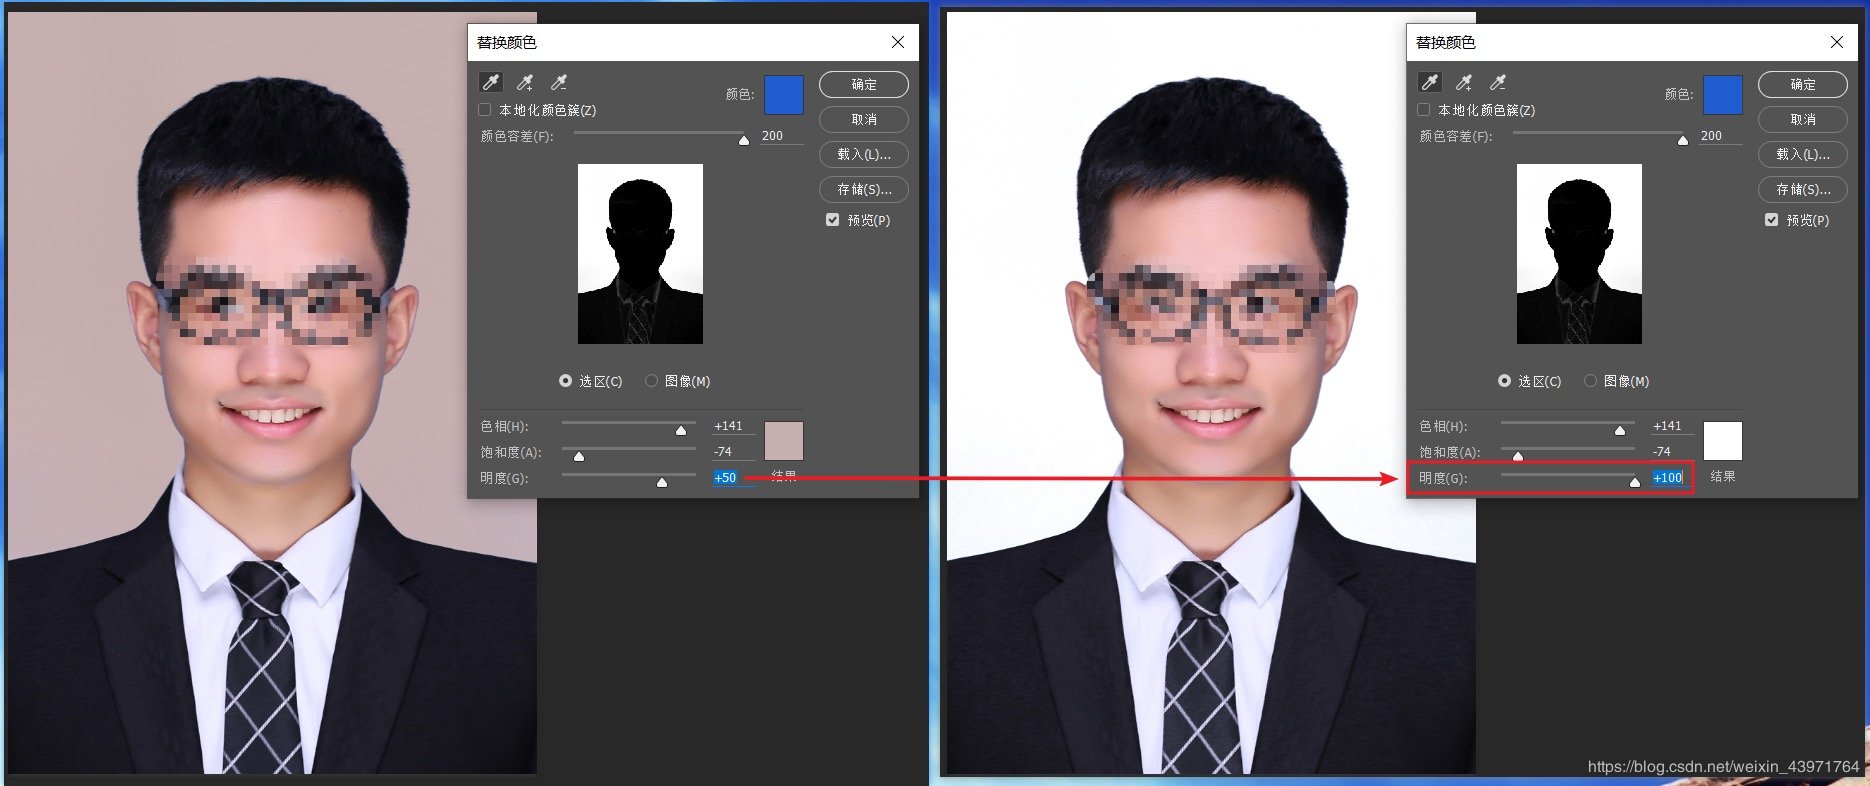 替换颜色
颜色:
确定
本地化颜色簇(Z)
取消
颜色容差(F):
200
载入(L)...
存储(S)...
预览(P)
选区(C)
图像(M)
色相(H):
+141
饱和度(A):
-74
明度(G):
+50
结果
替换颜色
颜色:
确定
本地化颜色簇(Z)
取消
颜色容差(F):
200
载入(L)...
存储(S)...
预览(P)
选区(C)
图像(M)
色相(H):
+141
饱和度(A):
-74
明度(G):
+100
结果
https://blog.csdn.net/weixin_43971764